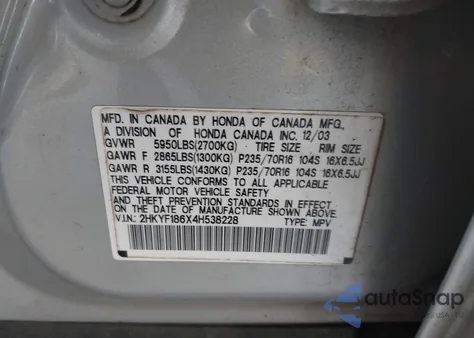 MFD. IN CANADA BY HONDA OF CANADA MFG.,
A DIVISION OF HONDA CANADA INC. 12/03
GVWR 5950LBS(2700KG) TIRE SIZE RIM SIZE
GAWR F 2865LBS(1300KG) P235/70R16 104S 16X6.5JJ
GAWR R 3155LBS(1430KG) P235/70R16 104S 16X6.5JJ
THIS VEHICLE CONFORMS TO ALL APPLICABLE
FEDERAL MOTOR VEHICLE SAFETY
AND THEFT PREVENTION STANDARDS IN EFFECT
ON THE DATE OF MANUFACTURE SHOWN ABOVE.
V.I.N.: 2HKYF186X4H538228 TYPE: MPV
autoSnap